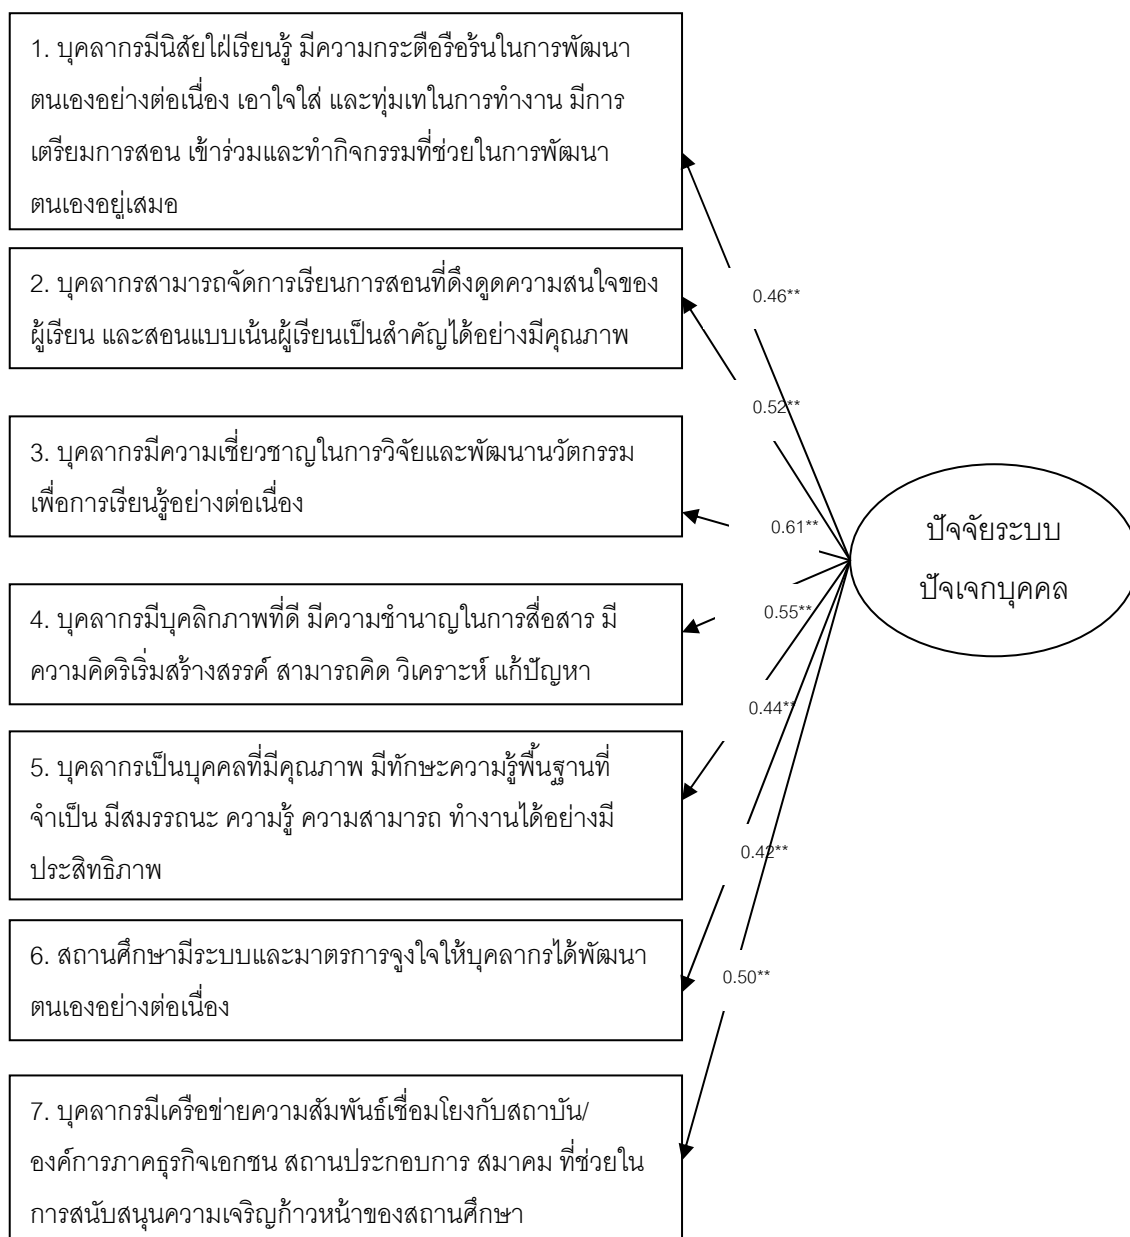 1. บุคลากรมีนิสัยใฝ่เรียนรู้ มีความกระตือรือร้นในการพัฒนา
ตนเองอย่างต่อเนื่อง เอาใจใส่ และทุ่มเทในการทำงาน มีการ
เตรียมการสอน เข้าร่วมและทำกิจกรรมที่ช่วยในการพัฒนา
ตนเองอยู่เสมอ
2. บุคลากรสามารถจัดการเรียนการสอนที่ดึงดูดความสนใจของ
ผู้เรียน และสอนแบบเน้นผู้เรียนเป็นสำคัญได้อย่างมีคุณภาพ
3. บุคลากรมีความเชี่ยวชาญในการวิจัยและพัฒนานวัตกรรม
เพื่อการเรียนรู้อย่างต่อเนื่อง
4. บุคลากรมีบุคลิกภาพที่ดี มีความชำนาญในการสื่อสาร มี
ความคิดริเริ่มสร้างสรรค์ สามารถคิด วิเคราะห์ แก้ปัญหา
5. บุคลากรเป็นบุคคลที่มีคุณภาพ มีทักษะความรู้พื้นฐานที่
จำเป็น มีสมรรถนะ ความรู้ ความสามารถ ทำงานได้อย่างมี
ประสิทธิภาพ
6. สถานศึกษามีระบบและมาตรการจูงใจให้บุคลากรได้พัฒนา
ตนเองอย่างต่อเนื่อง
7. บุคลากรมีเครือข่ายความสัมพันธ์เชื่อมโยงกับสถาบัน/
องค์การภาคธุรกิจเอกชน สถานประกอบการ สมาคม ที่ช่วยใน
การสนับสนุนความเจริญก้าวหน้าของสถานศึกษา
0.46**
0.52**
0.61**
0.55**
0.44**
0.42**
0.50**
ปัจจัยระบบ
ปัจเจกบุคคล